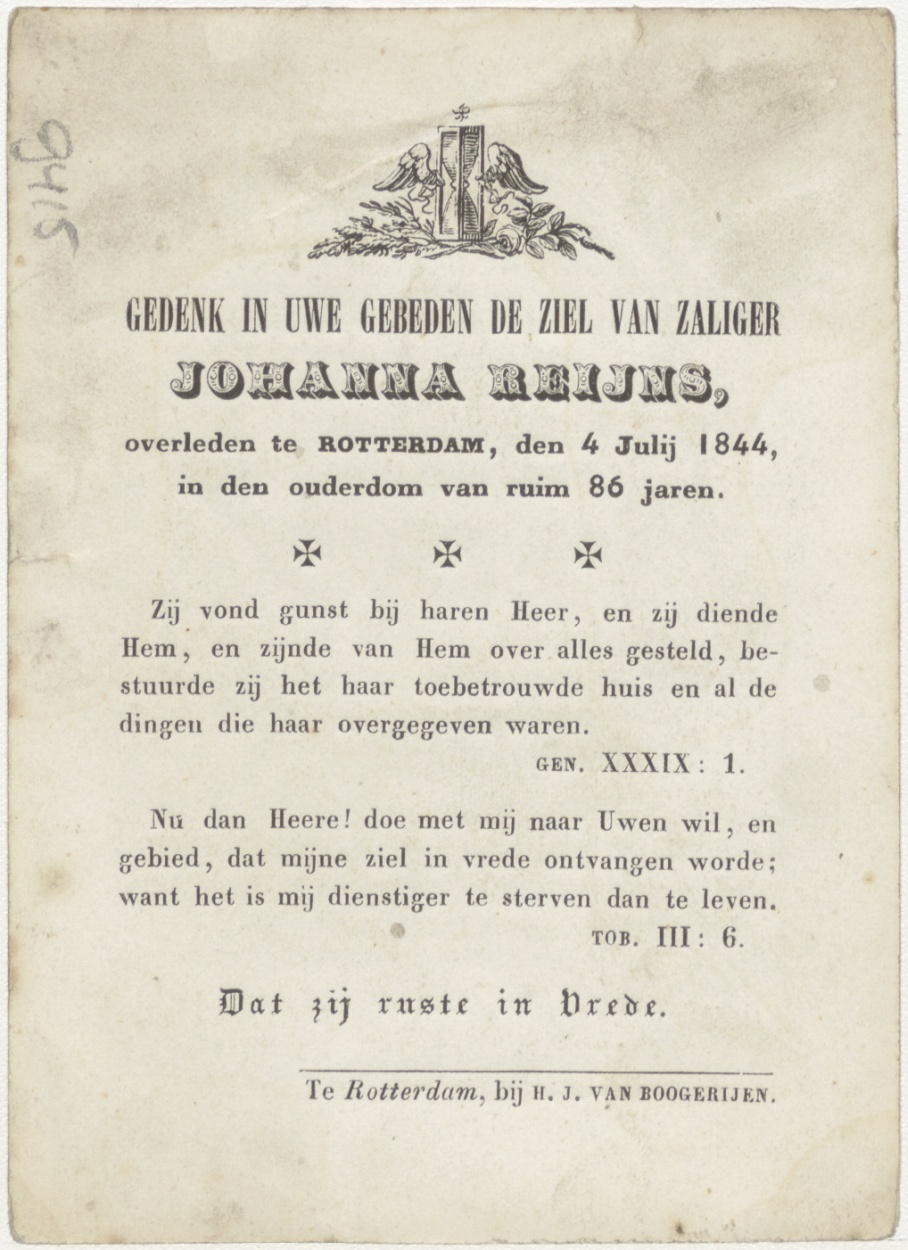 9418
GEDENK IN UWE GEBEDEN DE ZIEL VAN ZALIGER
JOHANNA REIJNS,
overleden te ROTTERDAM, den 4 Julij 1844,
in den ouderdom van ruim 86 jaren.
Zij vond gunst bij haren Heer, en zij diende
Hem, en zijnde van Hem over alles gesteld, be-
stuurde zij het haar toebetrouwde huis en al de
dingen die haar overgegeven waren.
GEN. XXXIX: 1.
Nu dan Heere! doe met mij naar Uwen wil, en
gebied, dat mijne ziel in vrede ontvangen worde;
want het is mij dienstiger te sterven dan te leven.
TOB. III: 6.
Dat zij ruste in Vrede.
Te Rotterdam, bij H. J. VAN BOOGERIJEN.